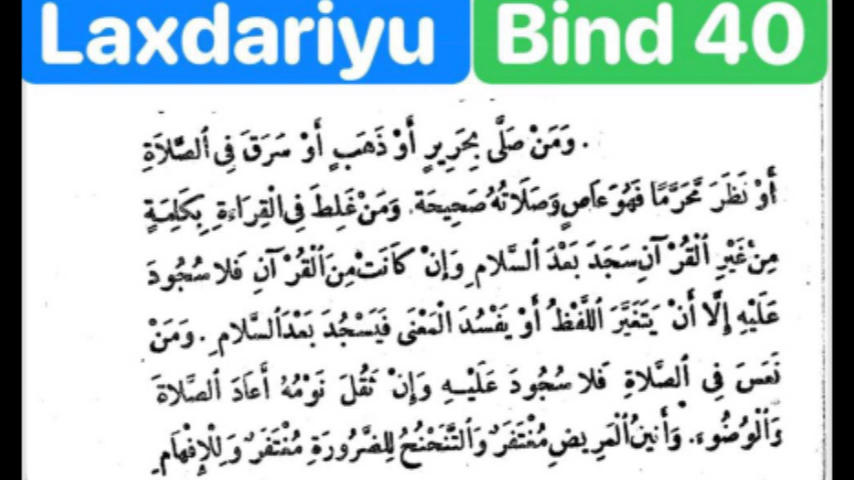 Laxdariyu Bind 40
. وَمَنْ صَلَّى بِحَرِيرٍ أَوْ ذَهَبٍ أَوْ سَرَقَ فِي الصَّلَاةِ
أَوْ نَظَرَ مُحَرَّمًا فَهُوَ عَاصٍ وَصَلَاتُهُ صَحِيحَة. وَمَنْ غَلِطَ فِي الْقِرَاءَةِ بِكَلِمَةٍ
مِنْ غَيْرِ الْقُرْآنِ سَجَدَ بَعْدَ السَّلَامِ وَإِنْ كَانَتْ مِنَ الْقُرْآنِ فَلَا سُجُودَ
عَلَيْهِ إِلَّا أَنْ يَتَغَيَّرَ اللَّفْظُ أَوْ يَفْسُدَ الْمَعْنَى فَيَسْجُدَ بَعْدَ السَّلَامِ . وَمَنْ
نَعَسَ فِي الصَّلَاةِ فَلَا سُجُودَ عَلَيْهِ وَإِنْ ثَقُلَ نَوْمُهُ أَعَادَ الصَّلَاةَ
وَالْوُضُوءَ. وَأَنِينُ الْمَرِيضِ مُغْتَفَرٌ وَالتَّنَحْنُحُ لِلضَّرُورَةِ مُغْتَفَرٌ وَلِلْإِفْهَامِ